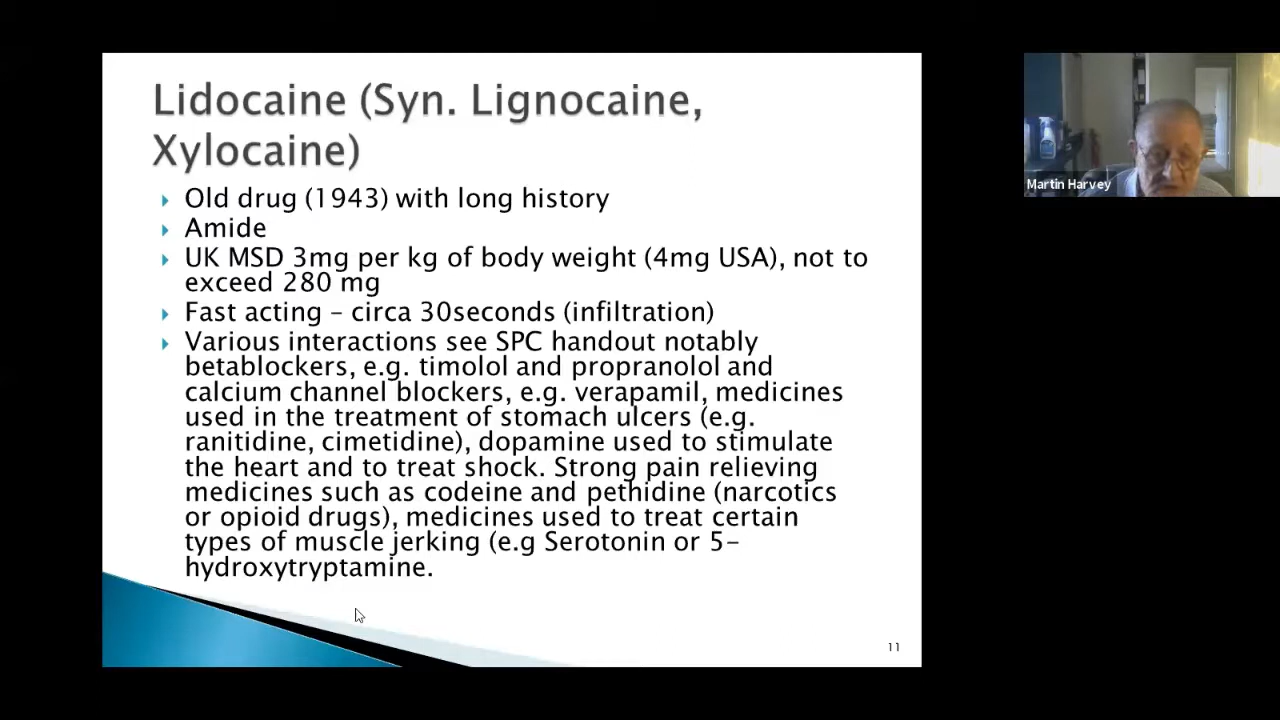 Lidocaine (Syn. Lignocaine,
Xylocaine)
Old drug (1943) with long history
Amide
UK MSD 3mg per kg of body weight (4mg USA), not to
exceed 280 mg
Fast acting – circa 30seconds (infiltration)
Various interactions see SPC handout notably
betablockers, e.g. timolol and propranolol and
calcium channel blockers, e.g. verapamil, medicines
used in the treatment of stomach ulcers (e.g.
ranitidine, cimetidine), dopamine used to stimulate
the heart and to treat shock. Strong pain relieving
medicines such as codeine and pethidine (narcotics
or opioid drugs), medicines used to treat certain
types of muscle jerking (e.g Serotonin or 5-
hydroxytryptamine.
11
Martin Harvey